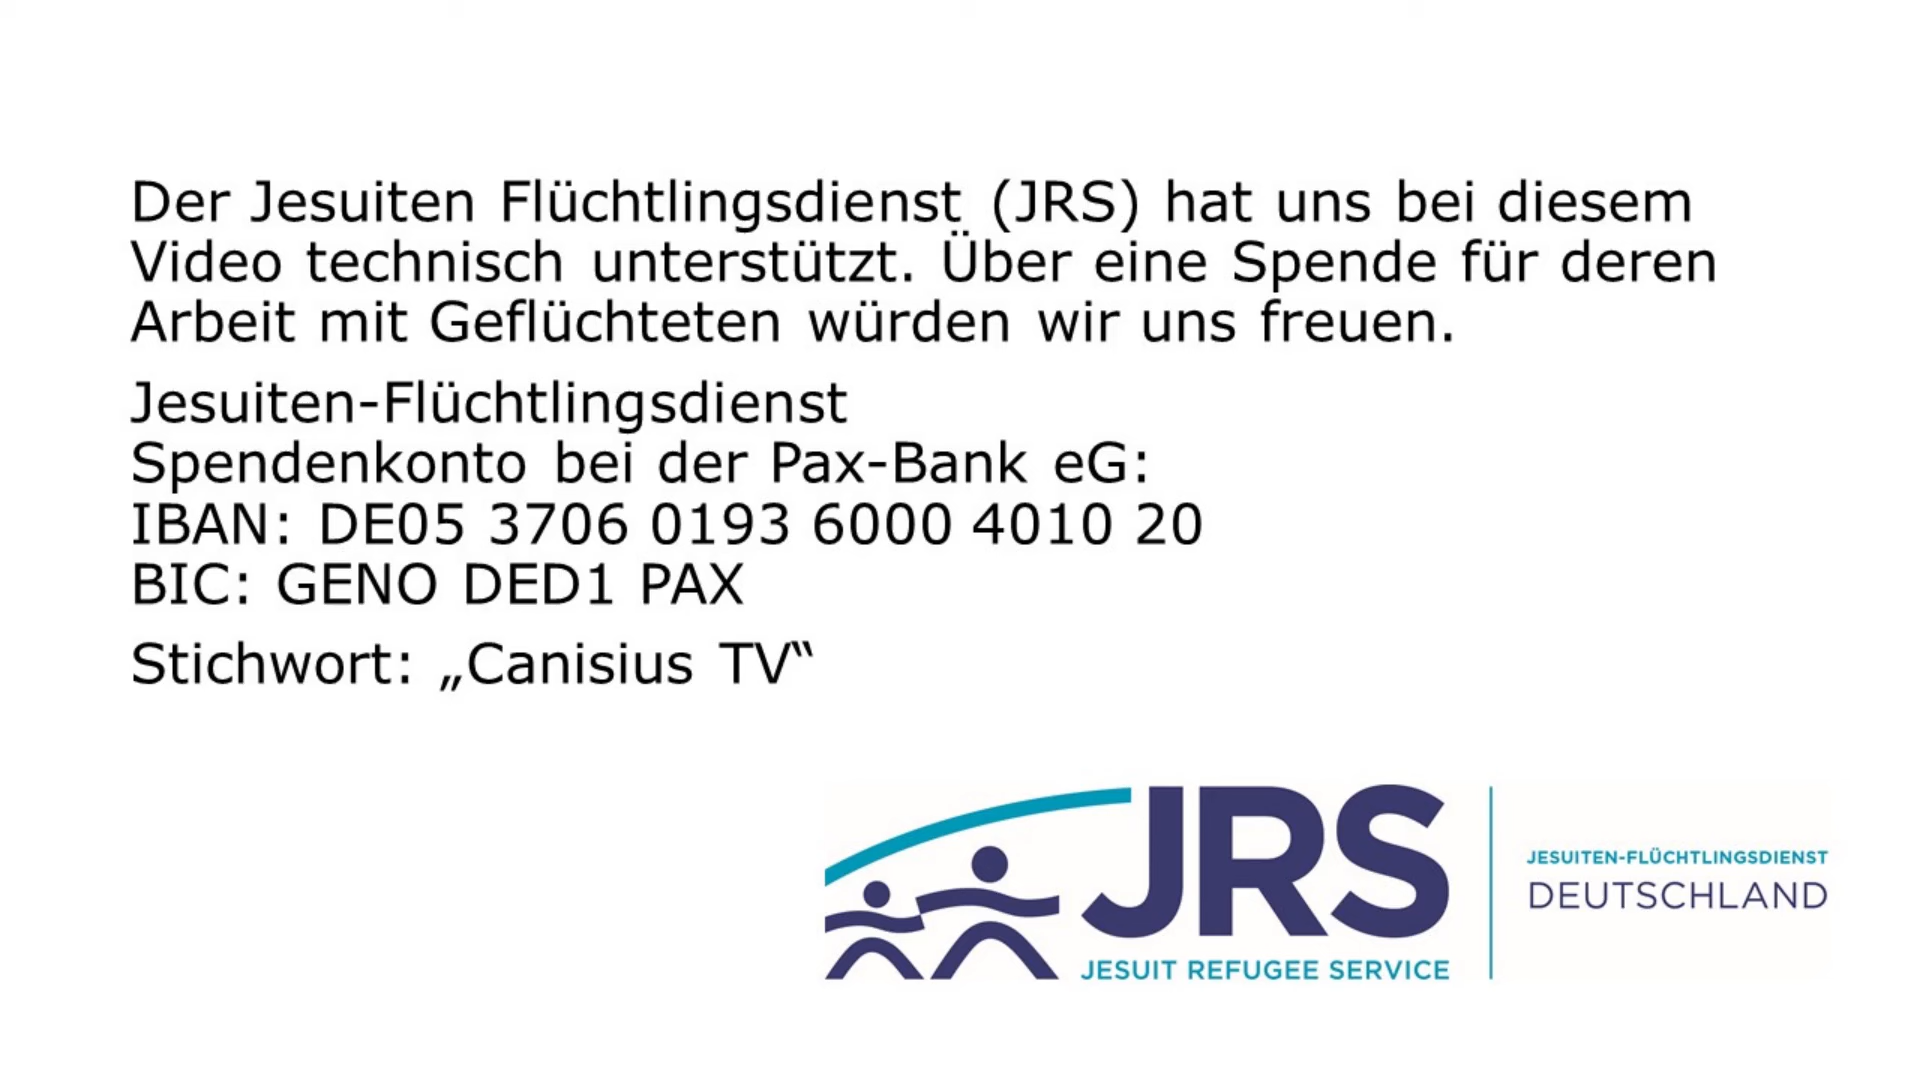 Der Jesuiten Flüchtlingsdienst (JRS) hat uns bei diesem
Video technisch unterstützt. Über eine Spende für deren
Arbeit mit Geflüchteten würden wir uns freuen.
Jesuiten-Flüchtlingsdienst
Spendenkonto bei der Pax-Bank eG:
IBAN: DE05 3706 0193 6000 4010 20
BIC: GENO DED1 PAX
Stichwort: „Canisius TV“
JRS
JESUIT REFUGEE SERVICE
JESUITEN-FLÜCHTLINGSDIENST
DEUTSCHLAND